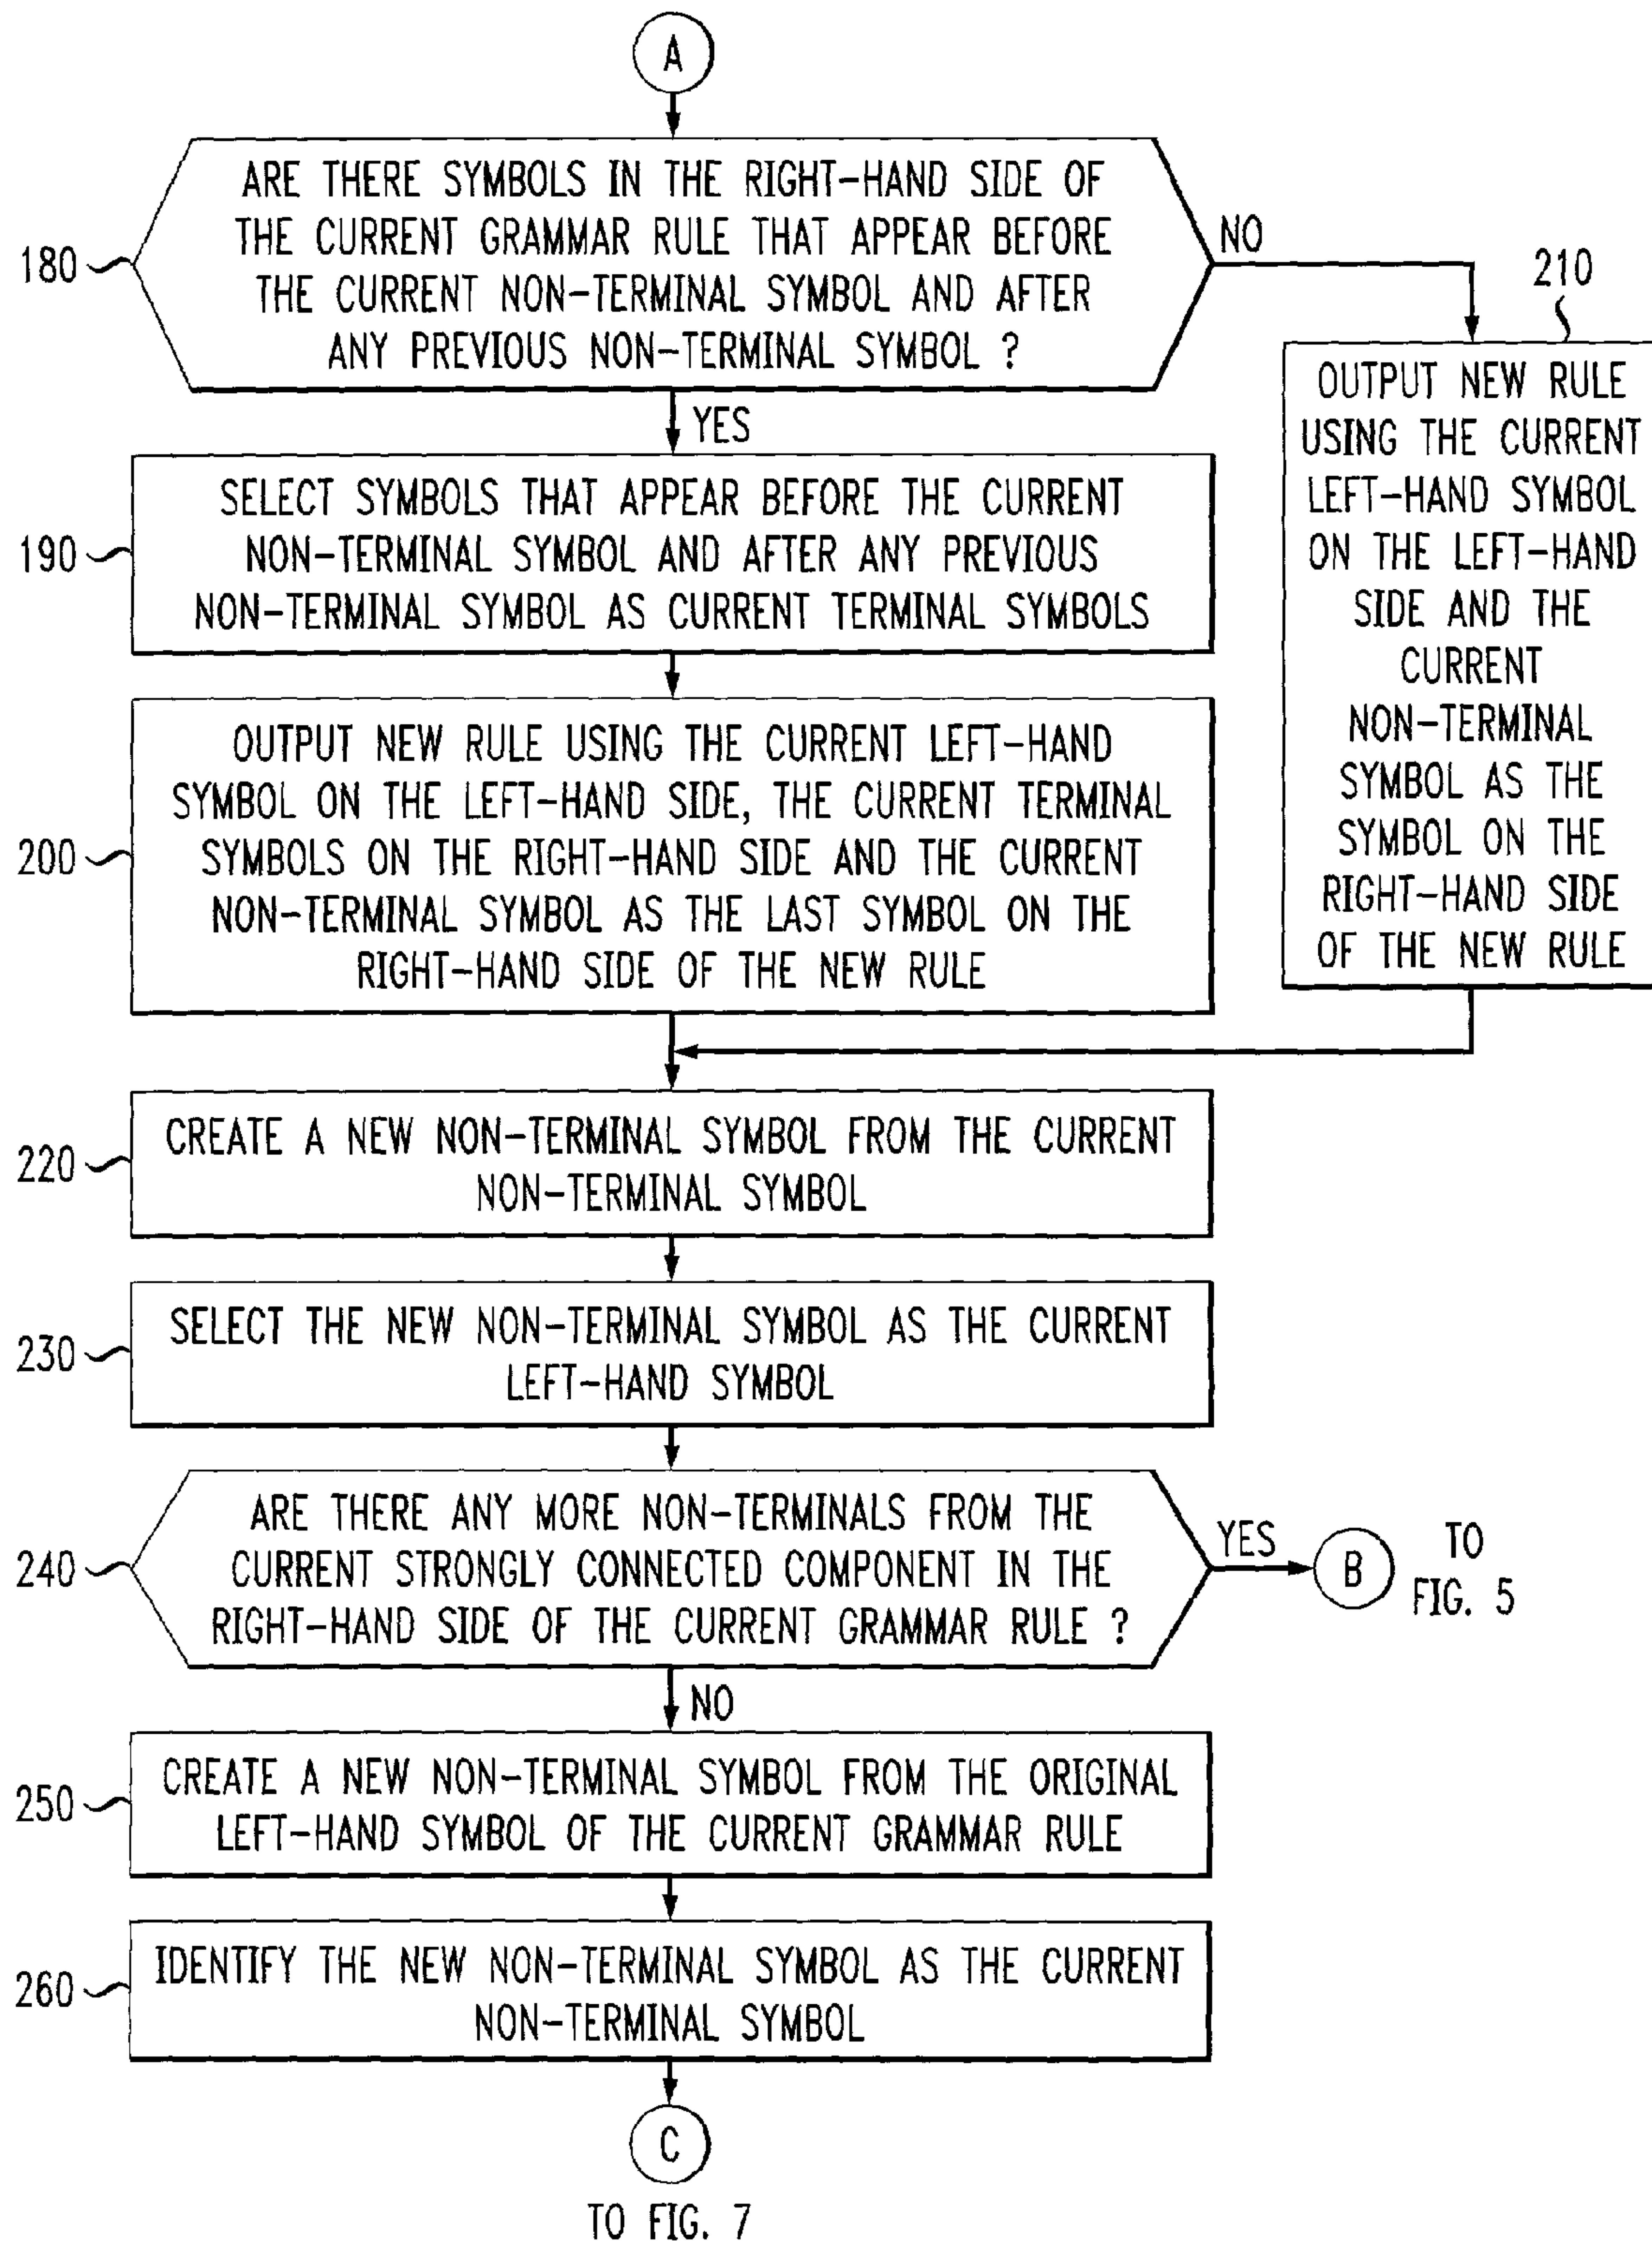 A
ARE THERE SYMBOLS IN THE RIGHT-HAND SIDE OF
THE CURRENT GRAMMAR RULE THAT APPEAR BEFORE
THE CURRENT NON-TERMINAL SYMBOL AND AFTER
ANY PREVIOUS NON-TERMINAL SYMBOL ?
180
NO
YES
210
OUTPUT NEW RULE
USING THE CURRENT
LEFT-HAND SYMBOL
ON THE LEFT-HAND
SIDE AND THE
CURRENT
NON-TERMINAL
SYMBOL AS THE
SYMBOL ON THE
RIGHT-HAND SIDE
OF THE NEW RULE
SELECT SYMBOLS THAT APPEAR BEFORE THE CURRENT
NON-TERMINAL SYMBOL AND AFTER ANY PREVIOUS
NON-TERMINAL SYMBOL AS CURRENT TERMINAL SYMBOLS
190
OUTPUT NEW RULE USING THE CURRENT LEFT-HAND
SYMBOL ON THE LEFT-HAND SIDE, THE CURRENT TERMINAL
SYMBOLS ON THE RIGHT-HAND SIDE AND THE CURRENT
NON-TERMINAL SYMBOL AS THE LAST SYMBOL ON THE
RIGHT-HAND SIDE OF THE NEW RULE
200
CREATE A NEW NON-TERMINAL SYMBOL FROM THE CURRENT
NON-TERMINAL SYMBOL
220
SELECT THE NEW NON-TERMINAL SYMBOL AS THE CURRENT
LEFT-HAND SYMBOL
230
ARE THERE ANY MORE NON-TERMINALS FROM THE
CURRENT STRONGLY CONNECTED COMPONENT IN THE
RIGHT-HAND SIDE OF THE CURRENT GRAMMAR RULE ?
240
YES
B
TO
FIG. 5
NO
CREATE A NEW NON-TERMINAL SYMBOL FROM THE ORIGINAL
LEFT-HAND SYMBOL OF THE CURRENT GRAMMAR RULE
250
IDENTIFY THE NEW NON-TERMINAL SYMBOL AS THE CURRENT
NON-TERMINAL SYMBOL
260
C
TO FIG. 7